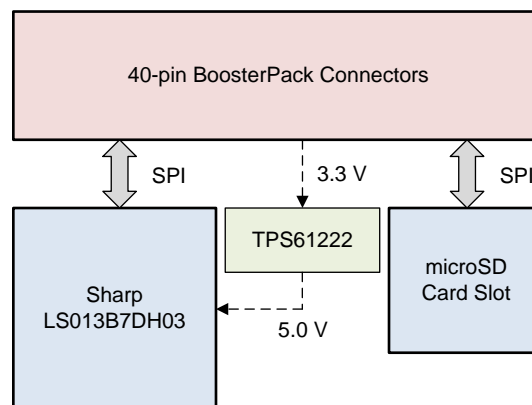 40-pin BoosterPack Connectors
SPI
3.3 V
SPI
TPS61222
Sharp
LS013B7DH03
microSD
Card Slot
5.0 V